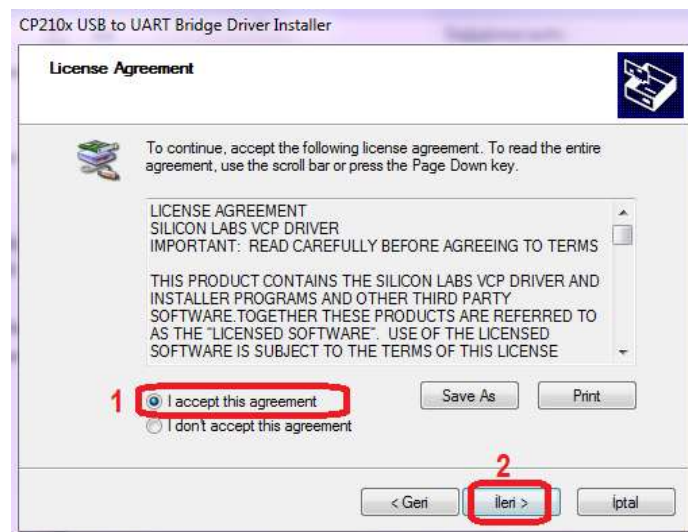 CP210x USB to UART Bridge Driver Installer
License Agreement
To continue, accept the following license agreement. To read the entire
agreement, use the scroll bar or press the Page Down key.
LICENSE AGREEMENT
SILICON LABS VCP DRIVER
IMPORTANT: READ CAREFULLY BEFORE AGREEING TO TERMS
THIS PRODUCT CONTAINS THE SILICON LABS VCP DRIVER AND
INSTALLER PROGRAMS AND OTHER THIRD PARTY
SOFTWARE.TOGETHER THESE PRODUCTS ARE REFERRED TO
AS THE "LICENSED SOFTWARE". USE OF THE LICENSED
SOFTWARE IS SUBJECT TO THE TERMS OF THIS LICENSE
1 I accept this agreement Save As Print
I don't accept this agreement
2
< Geri İleri > İptal